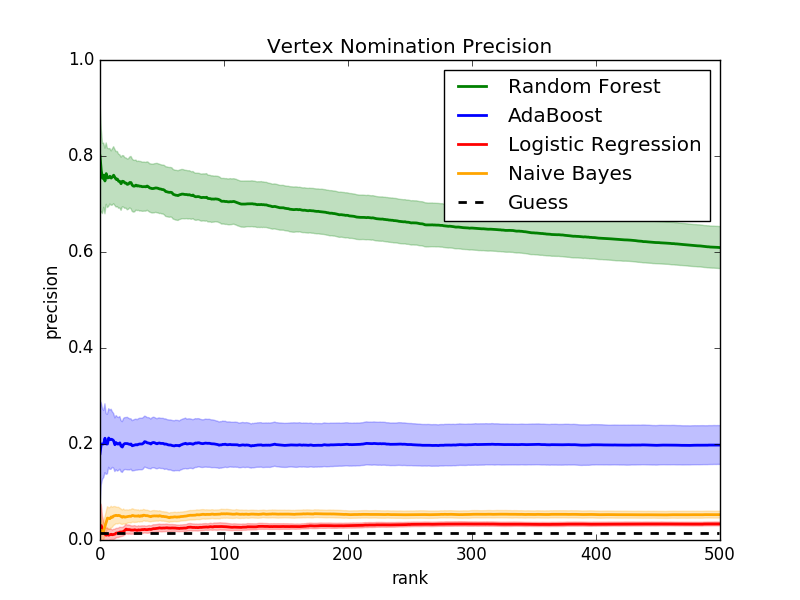 Vertex Nomination Precision
1.0
0.8
0.6
0.4
0.2
0.0
precision
Random Forest
AdaBoost
Logistic Regression
Naive Bayes
Guess
0 100 200 300 400 500
rank